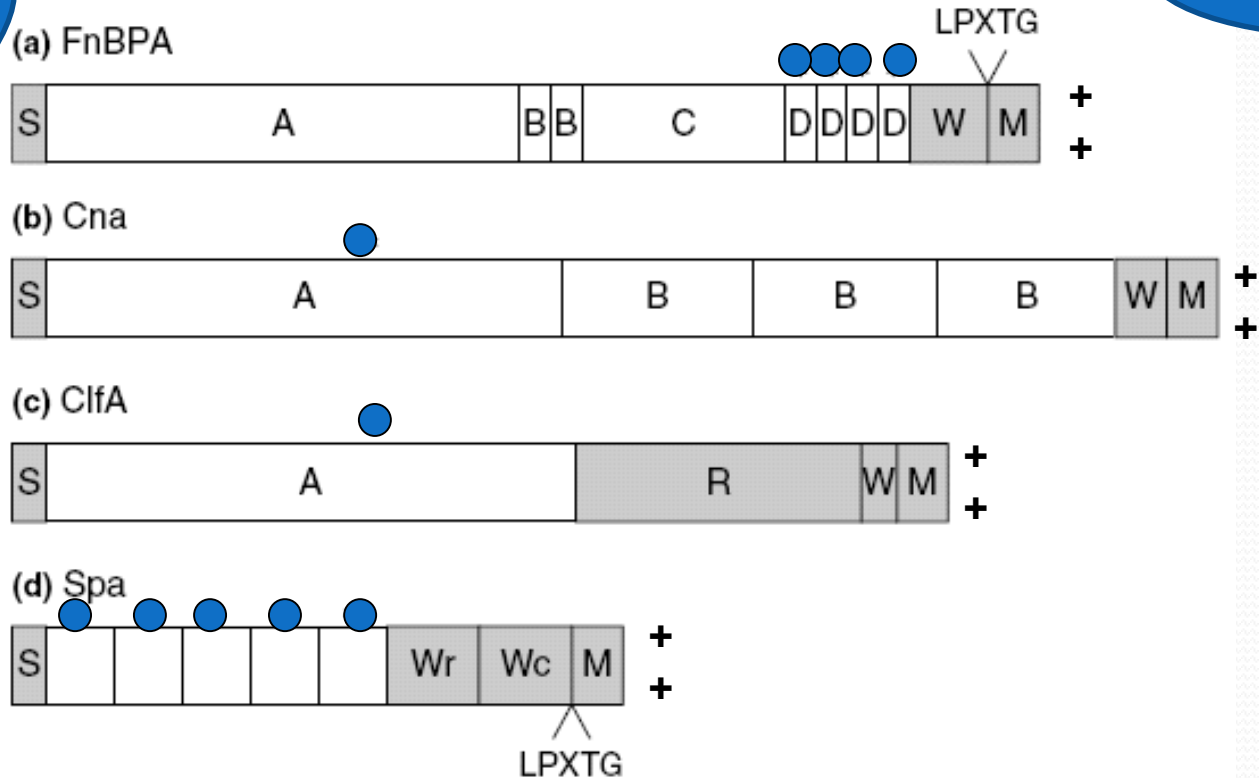 LPXTG
(a) FnBPA
S A B B C D D D D W M +
+
(b) Cna
S A B B B W M +
+
(c) ClfA
S A R W M +
+
(d) Spa
S Wr Wc M +
+
LPXTG